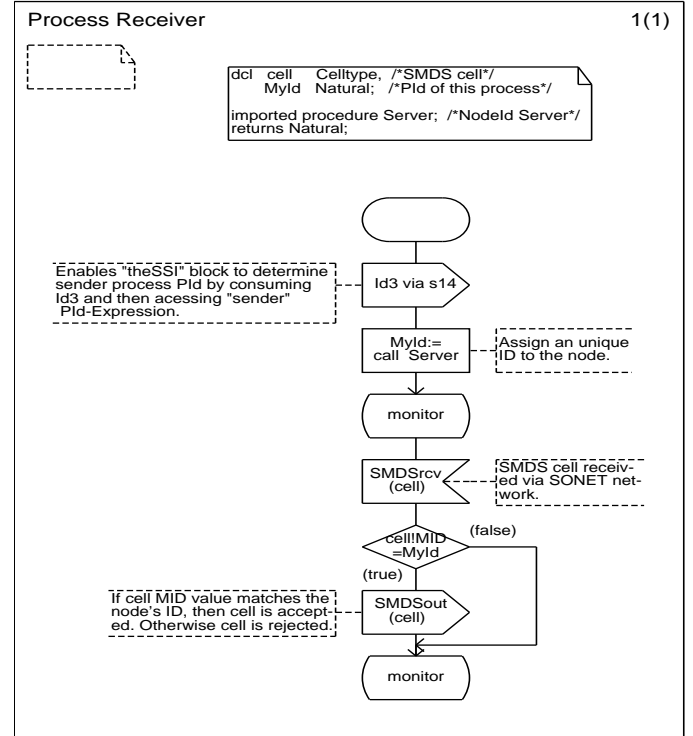 Process Receiver
1(1)
dcl cell Celltype, /*SMDS cell*/
MyId Natural; /*PId of this process*/
imported procedure Server; /*NodeId Server*/
returns Natural;
Enables "theSSI" block to determine
sender process PId by consuming
Id3 and then acessing "sender"
PId-Expression.
Id3 via s14
MyId:=
call Server
Assign an unique
ID to the node.
monitor
SMDSrcv
(cell)
SMDS cell receiv-
ed via SONET net-
work.
cell!MID
=MyId
(false)
(true)
If cell MID value matches the
node's ID, then cell is accept-
ed. Otherwise cell is rejected.
SMDSout
(cell)
monitor